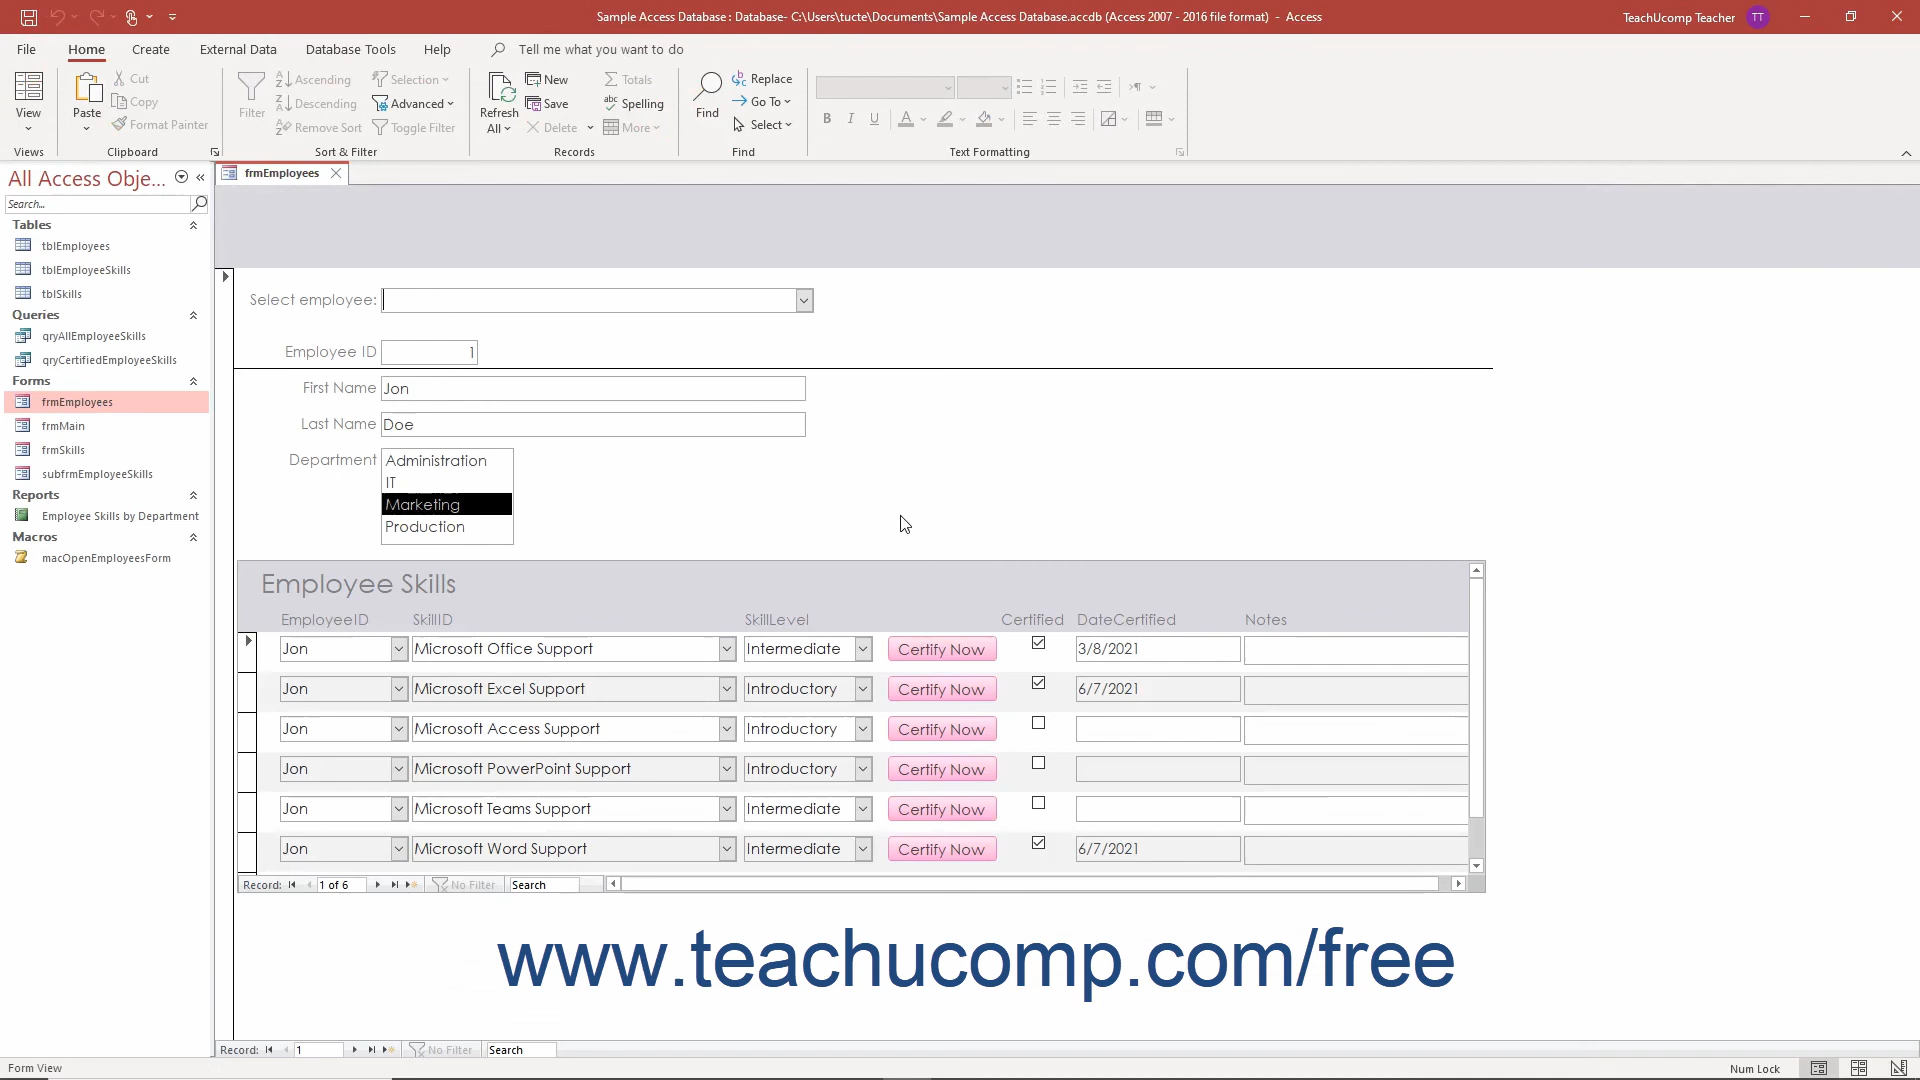 Sample Access Database : Database- C:\Users\tucte\Documents\Sample Access Database.accdb (Access 2007 - 2016 file format) - Access
TeachUcomp Teacher TT
File Home Create External Data Database Tools Help Tell me what you want to do
View
Views
Paste
Cut
Copy
Format Painter
Clipboard
Filter
Ascending
Descending
Remove Sort
Selection
Advanced
Toggle Filter
Sort & Filter
Refresh
All
New
Save
Delete
Totals
Spelling
More
Records
Find
Replace
Go To
Select
Find
B I U A
Text Formatting
All Access Obje...
Search...
Tables
tblEmployees
tblEmployeeSkills
tblSkills
Queries
qryAllEmployeeSkills
qryCertifiedEmployeeSkills
Forms
frmEmployees
frmMain
frmSkills
subfrmEmployeeSkills
Reports
Employee Skills by Department
Macros
macOpenEmployeesForm
frmEmployees
Select employee:
Employee ID 1
First Name Jon
Last Name Doe
Department Administration
IT
Marketing
Production
Employee Skills
EmployeeID SkillID SkillLevel Certified DateCertified Notes
Jon Microsoft Office Support Intermediate Certify Now 3/8/2021
Jon Microsoft Excel Support Introductory Certify Now 6/7/2021
Jon Microsoft Access Support Introductory Certify Now
Jon Microsoft PowerPoint Support Introductory Certify Now
Jon Microsoft Teams Support Intermediate Certify Now
Jon Microsoft Word Support Intermediate Certify Now 6/7/2021
Record: 1 of 6 No Filter Search
www.teachucomp.com/free
Record: 1 No Filter Search
Form View Num Lock